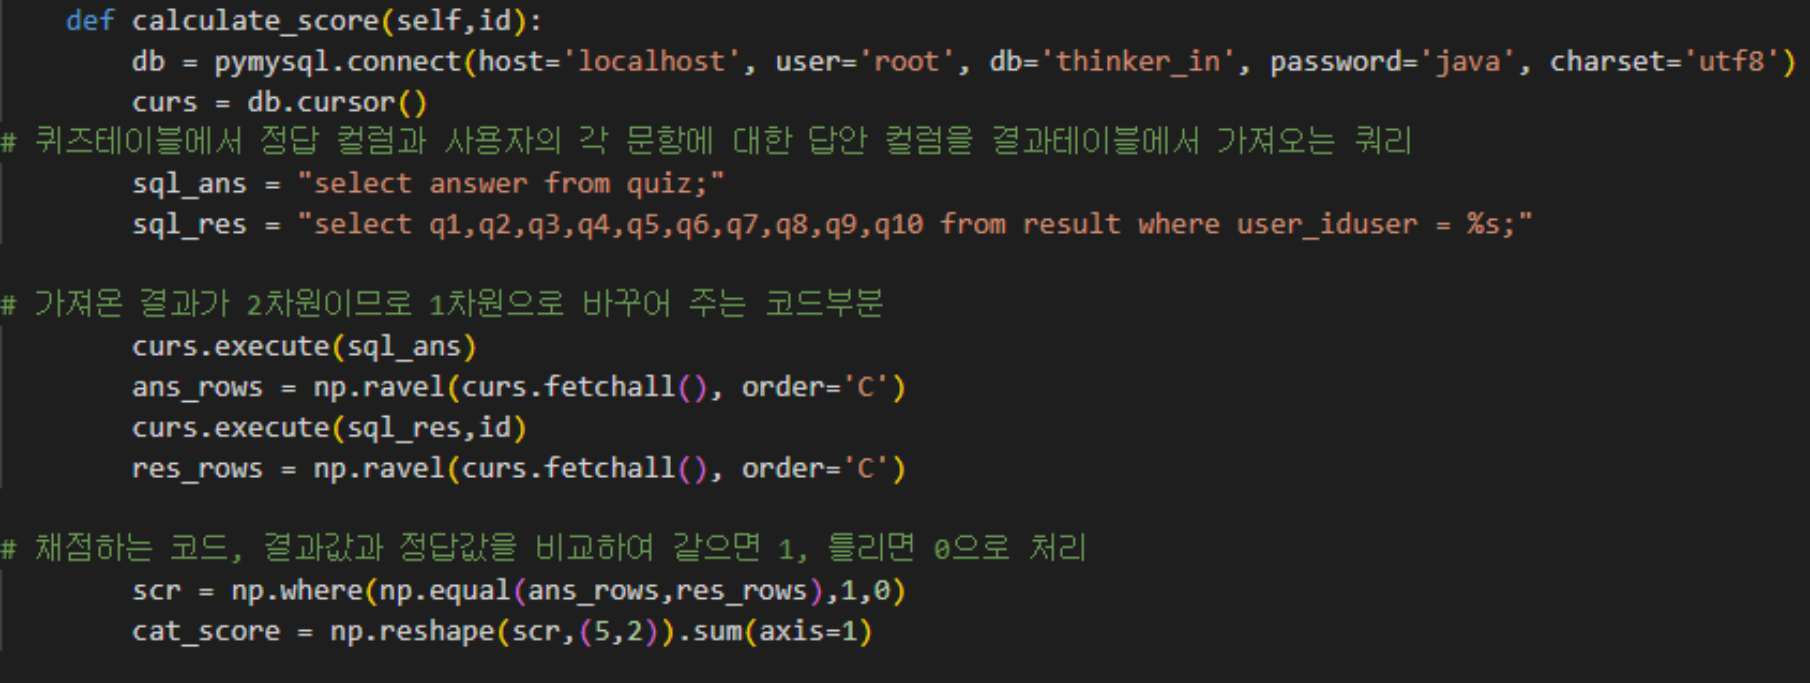 def calculate_score(self,id):
db = pymysql.connect(host='localhost', user='root', db='thinker_in', password='java', charset='utf8')
curs = db.cursor()
# 퀴즈테이블에서 정답 컬럼과 사용자의 각 문항에 대한 답안 컬럼을 결과테이블에서 가져오는 쿼리
sql_ans = "select answer from quiz;"
sql_res = "select q1,q2,q3,q4,q5,q6,q7,q8,q9,q10 from result where user_iduser = %s;"
# 가져온 결과가 2차원이므로 1차원으로 바꾸어 주는 코드부분
curs.execute(sql_ans)
ans_rows = np.ravel(curs.fetchall(), order='C')
curs.execute(sql_res,id)
res_rows = np.ravel(curs.fetchall(), order='C')
# 채점하는 코드, 결과값과 정답값을 비교하여 같으면 1, 틀리면 0으로 처리
scr = np.where(np.equal(ans_rows,res_rows),1,0)
cat_score = np.reshape(scr,(5,2)).sum(axis=1)